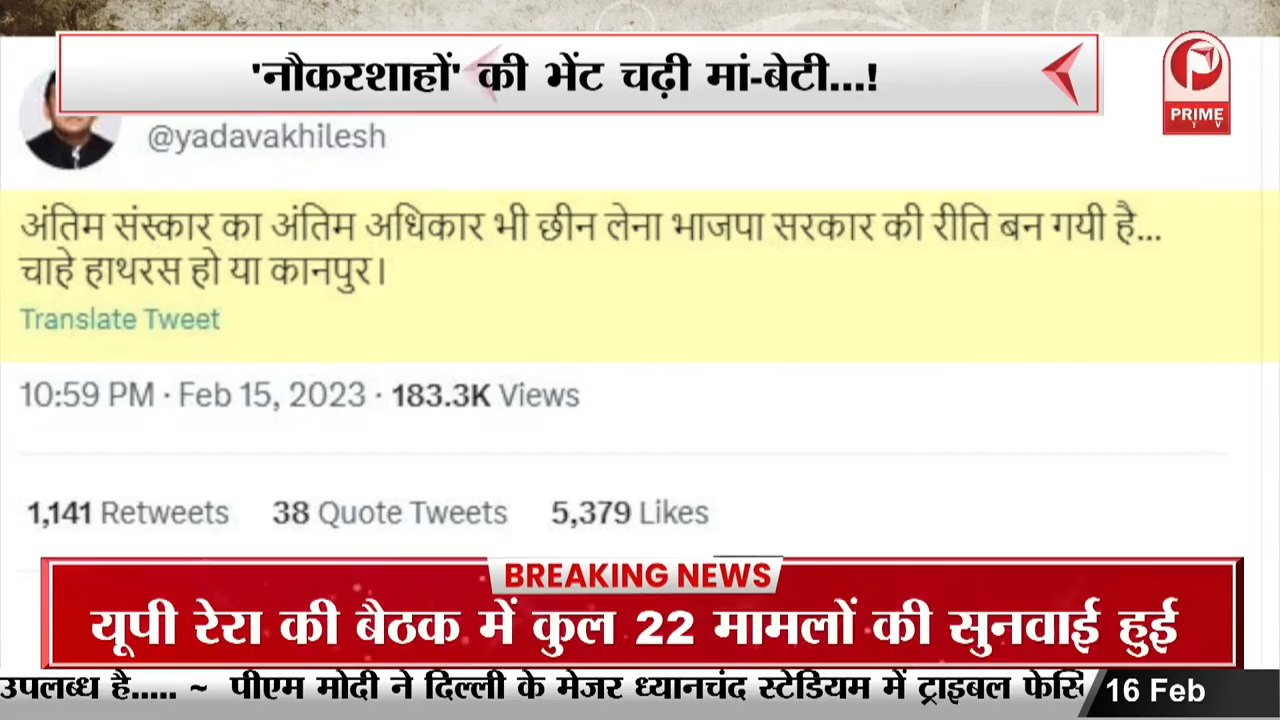 'नौकरशाहों' की भेंट चढ़ी मां-बेटी...!
PRIME
TV
@yadavakhilesh
अंतिम संस्कार का अंतिम अधिकार भी छीन लेना भाजपा सरकार की रीति बन गयी है...
चाहे हाथरस हो या कानपुर।
Translate Tweet
10:59 PM · Feb 15, 2023 · 183.3K Views
1,141 Retweets 38 Quote Tweets 5,379 Likes
BREAKING NEWS
यूपी रेरा की बैठक में कुल 22 मामलों की सुनवाई हुई
उपलब्ध है..... ~ पीएम मोदी ने दिल्ली के मेजर ध्यानचंद स्टेडियम में ट्राइबल
16 Feb